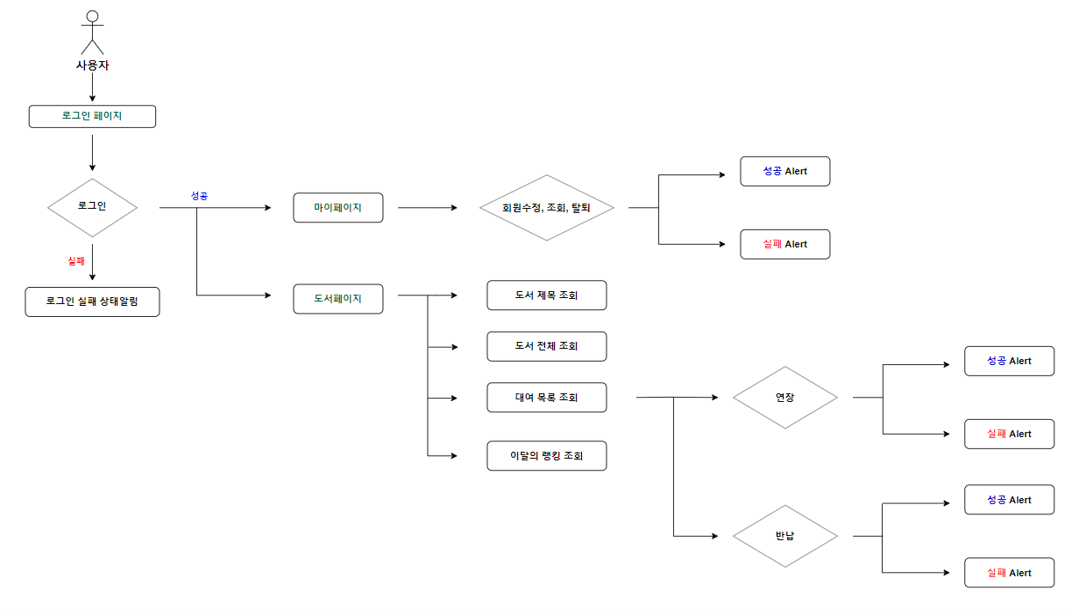 사용자
로그인 페이지
로그인
성공
실패
로그인 실패 상태알림
마이페이지
회원수정, 조회, 탈퇴
성공 Alert
실패 Alert
도서페이지
도서 제목 조회
도서 전체 조회
대여 목록 조회
이달의 랭킹 조회
연장
성공 Alert
실패 Alert
반납
성공 Alert
실패 Alert